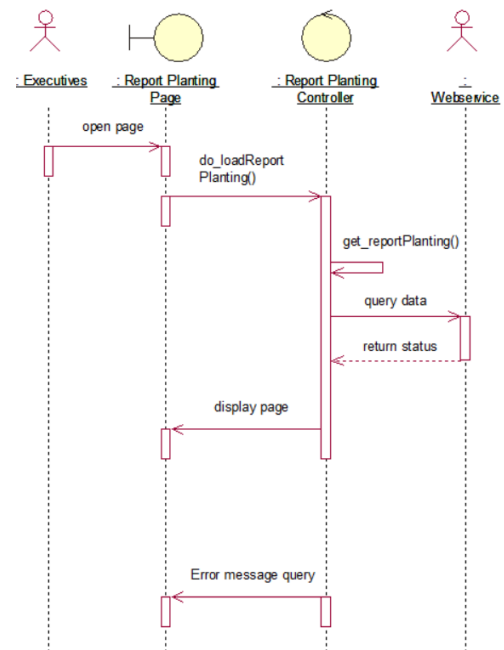 : Executives
: Report Planting
Page
: Report Planting
Controller
:
Webservice
open page
do_loadReport
Planting()
get_reportPlanting()
query data
return status
display page
Error message query